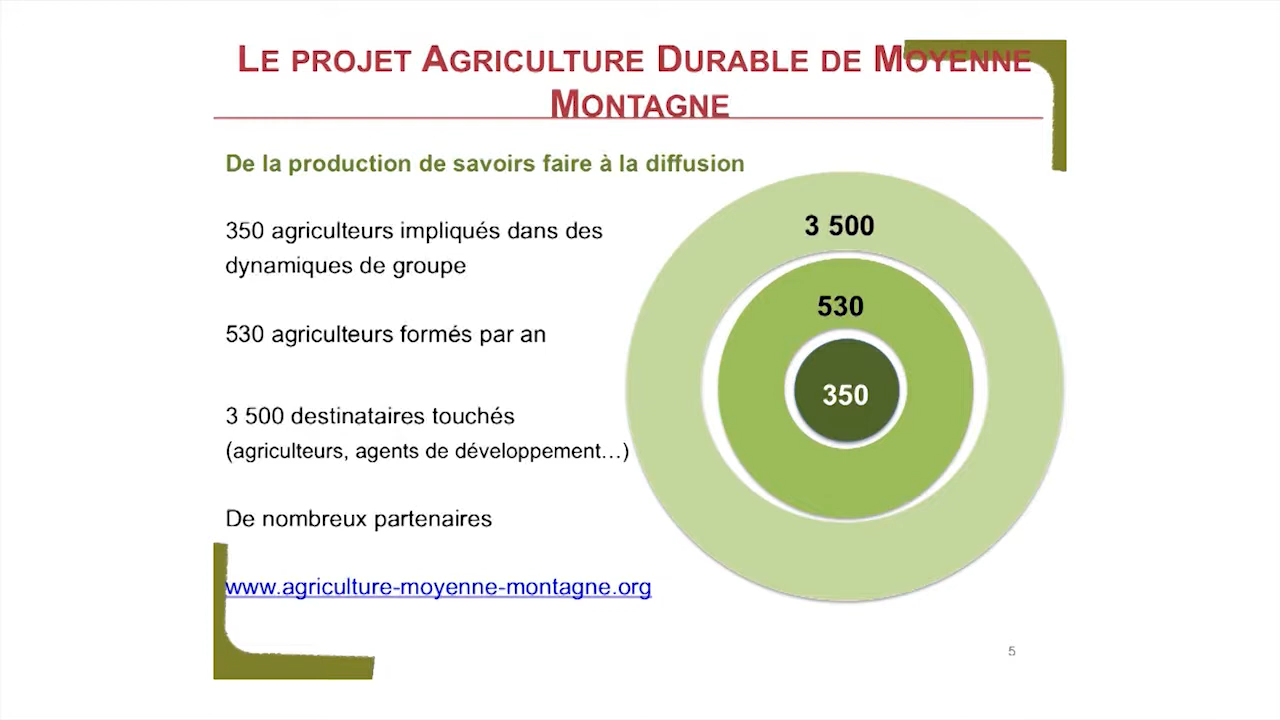 LE PROJET AGRICULTURE DURABLE DE MOYENNE
MONTAGNE
De la production de savoirs faire à la diffusion
350 agriculteurs impliqués dans des
dynamiques de groupe
530 agriculteurs formés par an
3 500 destinataires touchés
(agriculteurs, agents de développement…)
De nombreux partenaires
www.agriculture-moyenne-montagne.org
3 500
530
350
5